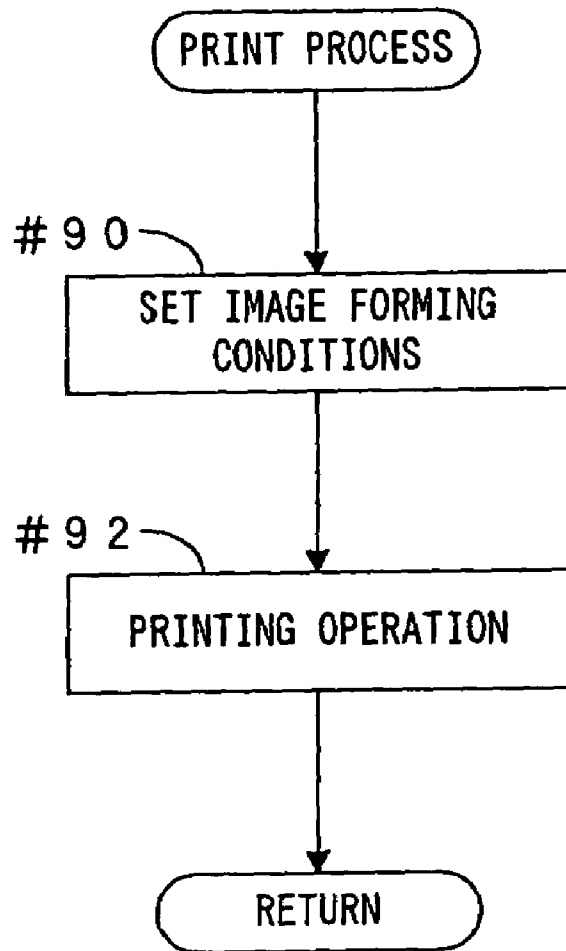 PRINT PROCESS
#90
SET IMAGE FORMING
CONDITIONS
#92
PRINTING OPERATION
RETURN